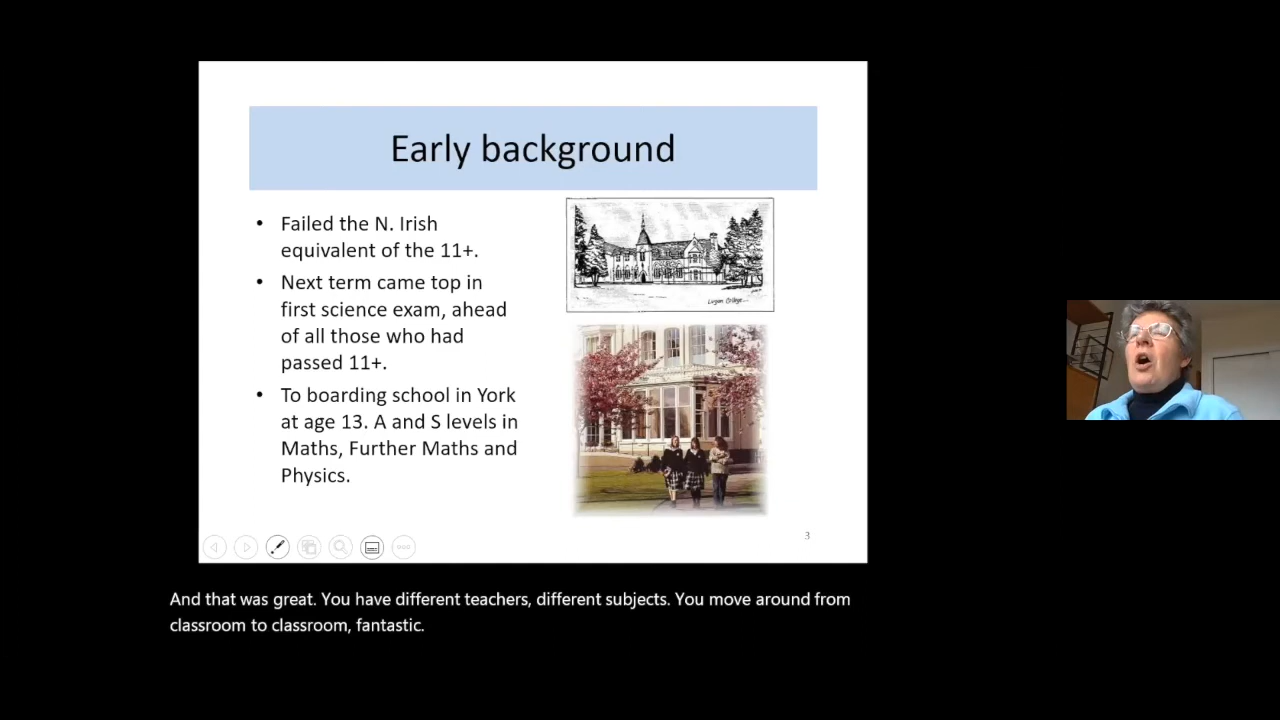 Early background
• Failed the N. Irish
equivalent of the 11+.
• Next term came top in
first science exam, ahead
of all those who had
passed 11+.
• To boarding school in York
at age 13. A and S levels in
Maths, Further Maths and
Physics.
Lurgan College
3
And that was great. You have different teachers, different subjects. You move around from
classroom to classroom, fantastic.